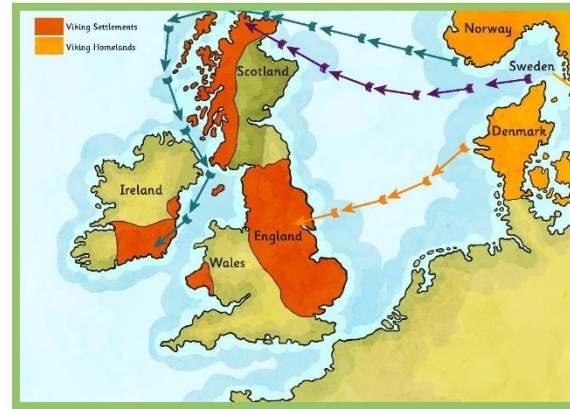 Viking Settlements
Viking Homelands
Norway
Sweden
Scotland
Denmark
Ireland
England
Wales